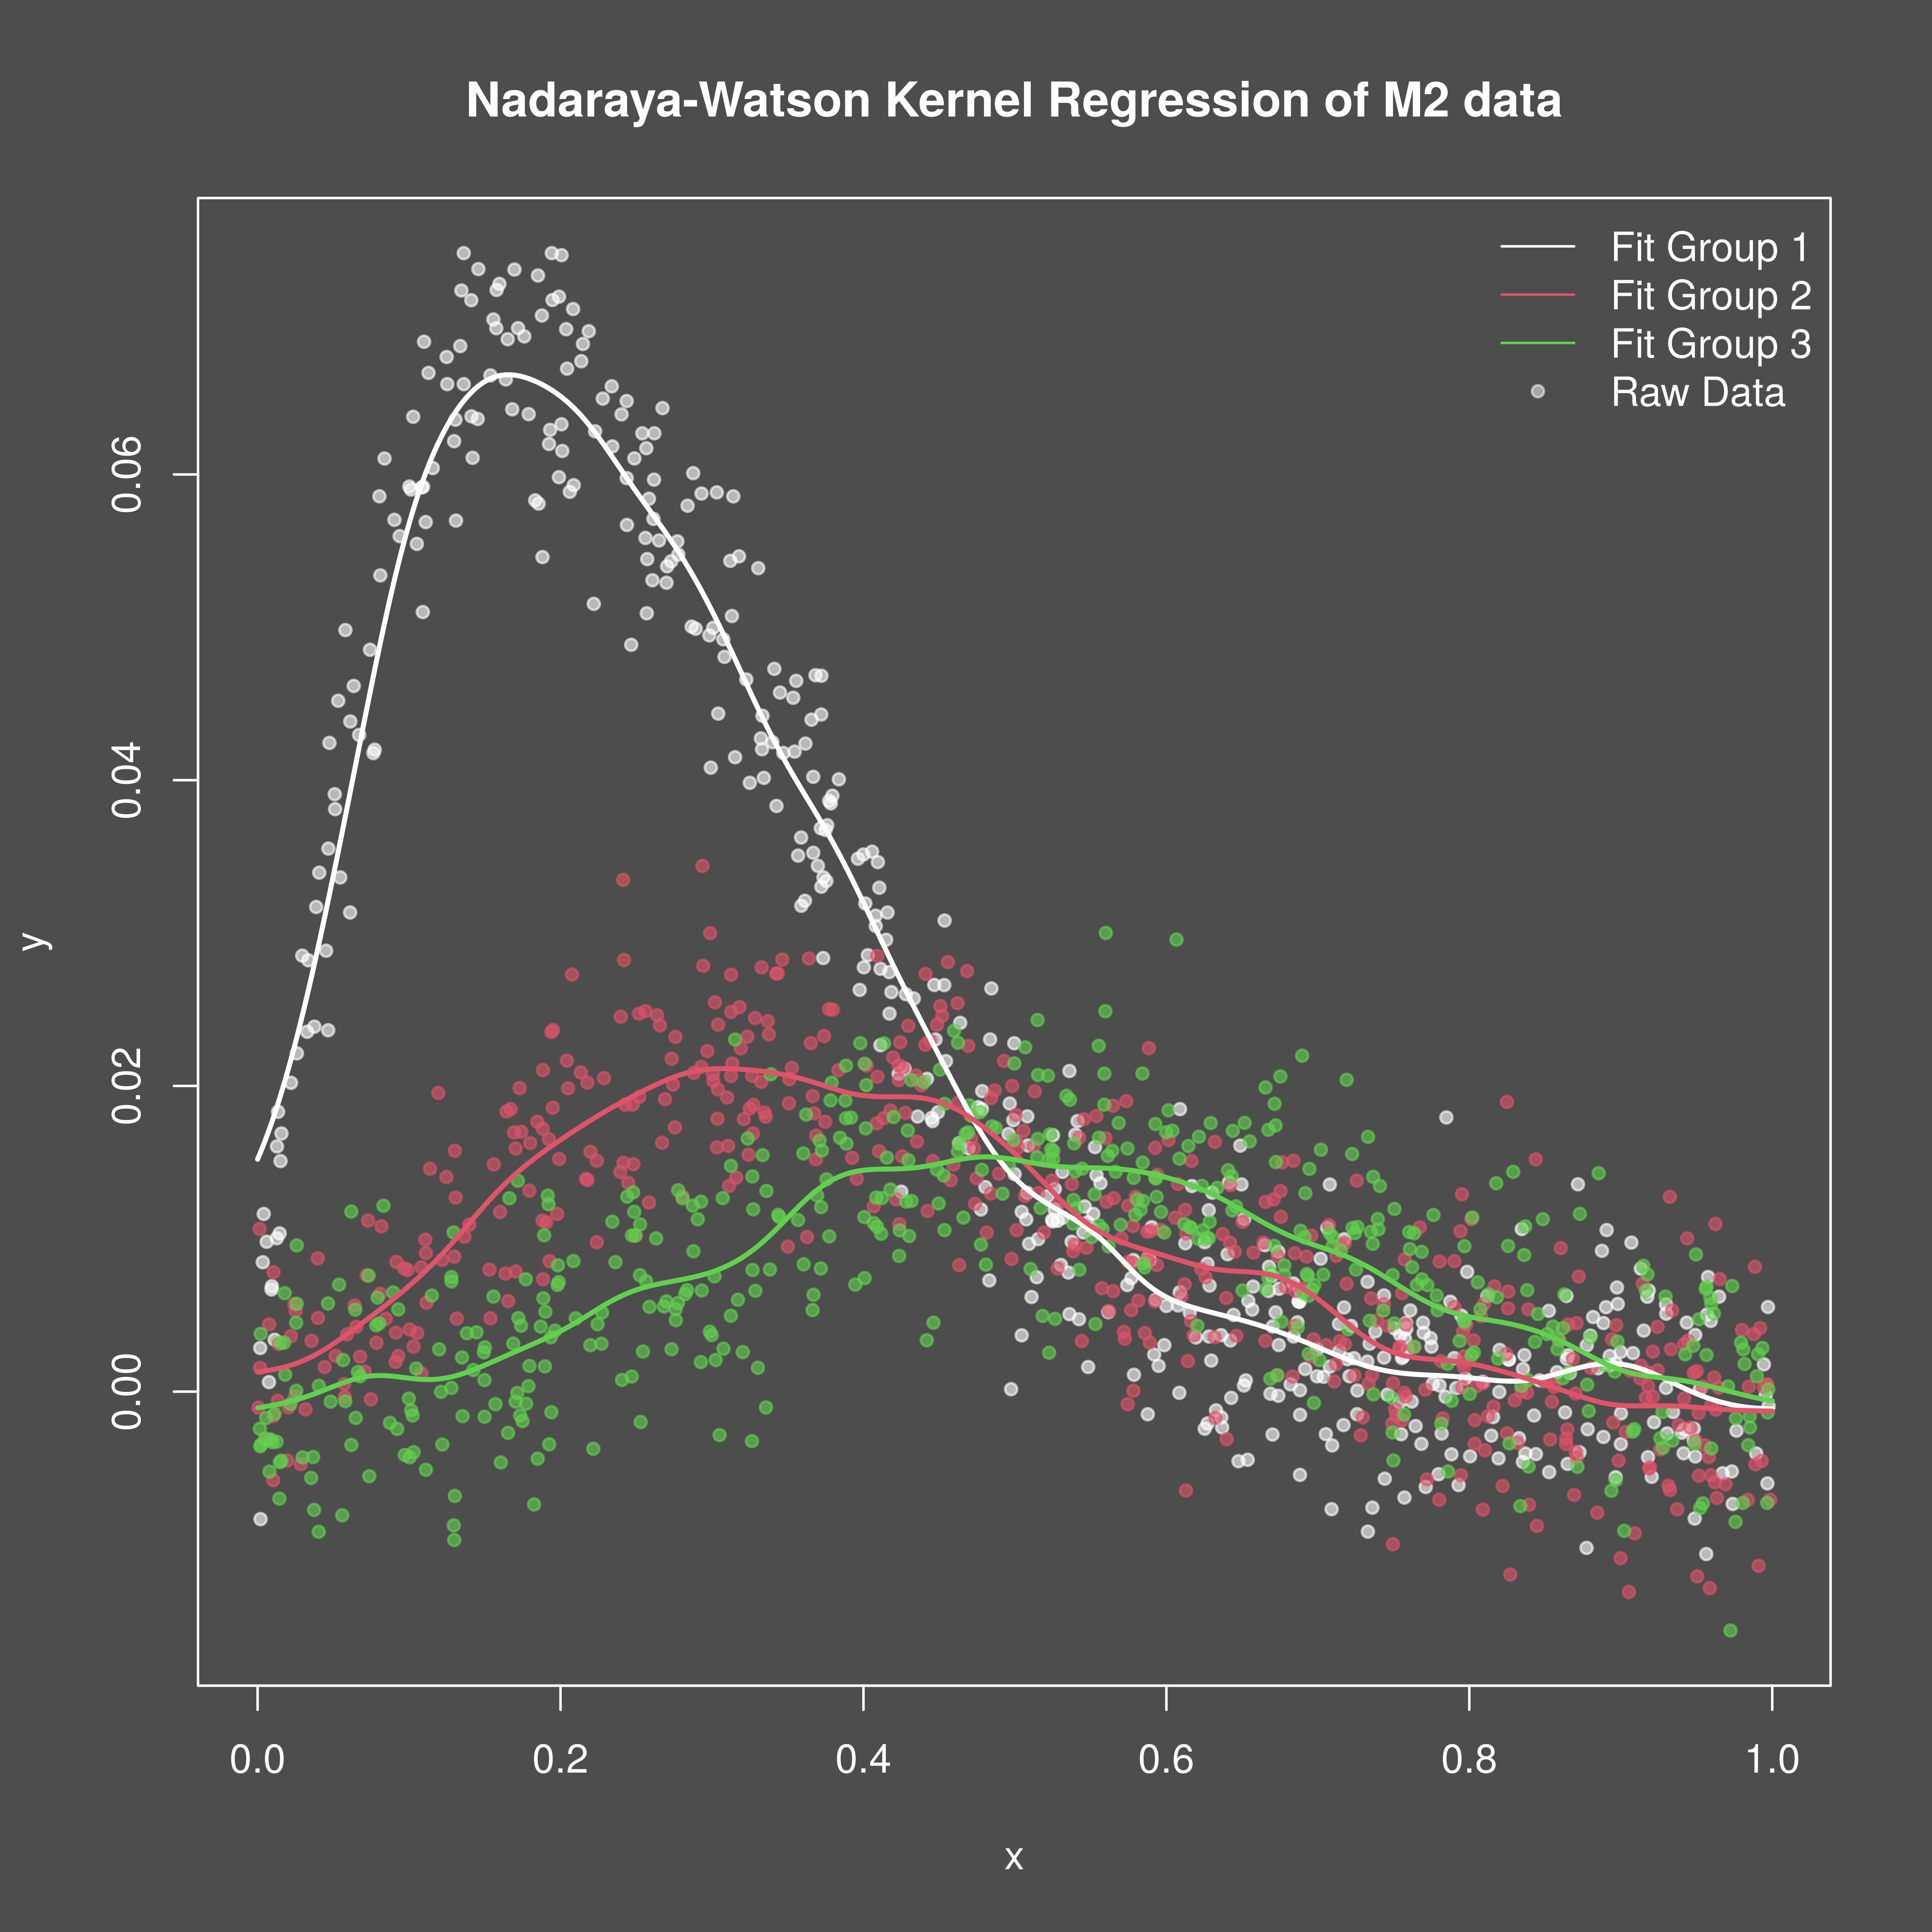 Nadaraya-Watson Kernel Regression of M2 data
Fit Group 1
Fit Group 2
Fit Group 3
Raw Data
y
0.06
0.04
0.02
0.00
0.0 0.2 0.4 0.6 0.8 1.0
x